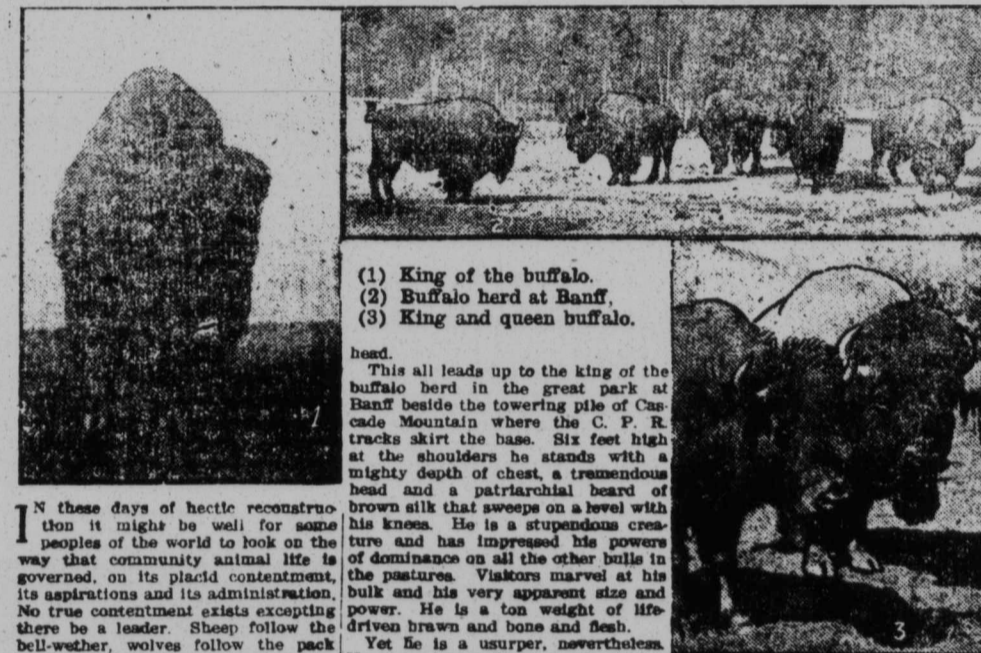 2
(1) King of the buffalo.
(2) Buffalo herd at Banff,
(3) King and queen buffalo.
1
3
IN these days of hectic reconstruc-
tion it might be well for some
peoples of the world to look on the
way that community animal life is
governed, on its placid contentment,
its aspirations and its administration.
No true contentment exists excepting
there be a leader. Sheep follow the
bell-wether, wolves follow the pack
head.
This all leads up to the king of the
buffalo herd in the great park at
Banff beside the towering pile of Cas-
cade Mountain where the C. P. R.
tracks skirt the base. Six feet high
at the shoulders he stands with a
mighty depth of chest, a tremendous
head and a patriarchial beard of
brown silk that sweeps on a level with
his knees. He is a stupendous crea-
ture and has impressed his powers
of dominance on all the other bulls in
the pastures. Visitors marvel at his
bulk and his very apparent size and
power. He is a ton weight of life-
driven brawn and bone and flesh.
Yet he is a usurper, nevertheless.